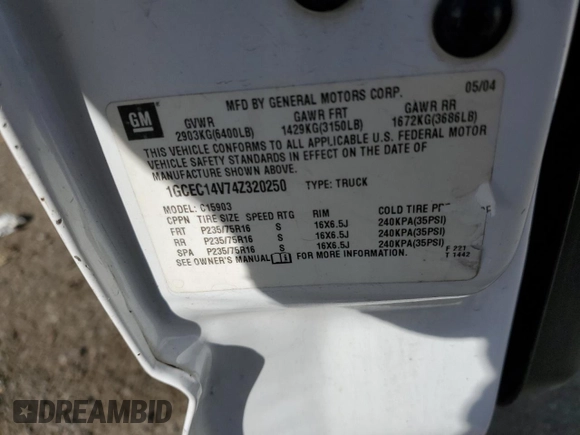 GM
MFD BY GENERAL MOTORS CORP. 05/04
GVWR GAWR FRT GAWR RR
2903KG(6400LB) 1429KG(3150LB) 1672KG(3686LB)
THIS VEHICLE CONFORMS TO ALL APPLICABLE U.S. FEDERAL MOTOR
VEHICLE SAFETY STANDARDS IN EFFECT ON THE DATE OF
MANUFACTURE SHOWN ABOVE.
1GCEC14V74Z320250 TYPE: TRUCK
MODEL: C15903
CPPN TIRE SIZE SPEED RTG RIM COLD TIRE
FRT P235/75R16 S 16X6.5J 240KPA(35PSI)
RR P235/75R16 S 16X6.5J 240KPA(35PSI)
SPA P235/75R16 S 16X6.5J 240KPA(35PSI)
SEE OWNER'S MANUAL FOR MORE INFORMATION.
F 221
T 1442
DREAMBID